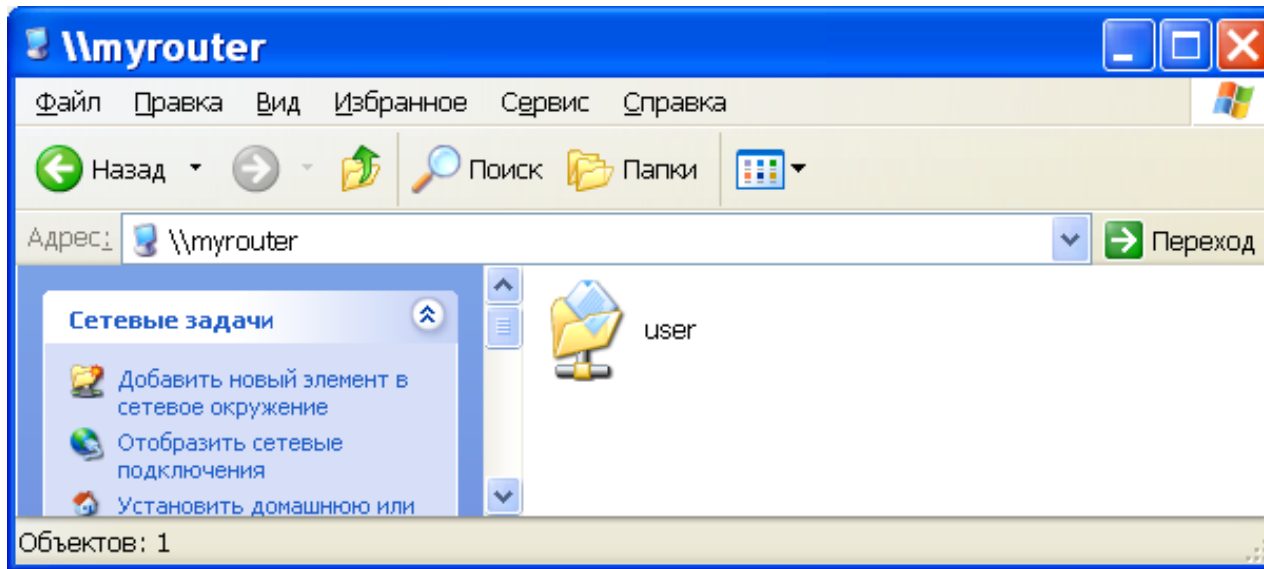 \\myrouter
Файл Правка Вид Избранное Сервис Справка
Назад Поиск Папки
Адрес: \\myrouter Переход
Сетевые задачи
Добавить новый элемент в
сетевое окружение
Отобразить сетевые
подключения
Установить домашнюю или
user
Объектов: 1